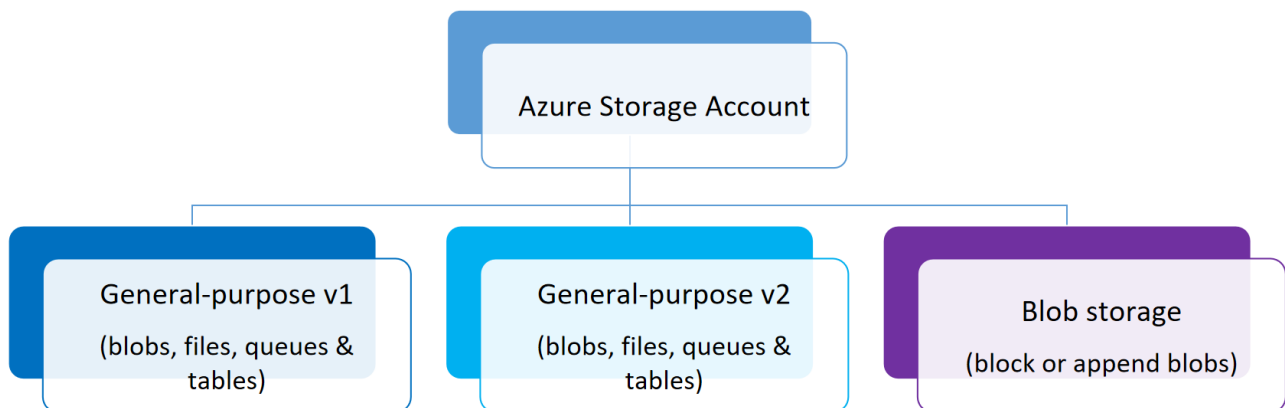 Azure Storage Account
General-purpose v1
(blobs, files, queues &
tables)
General-purpose v2
(blobs, files, queues &
tables)
Blob storage
(block or append blobs)